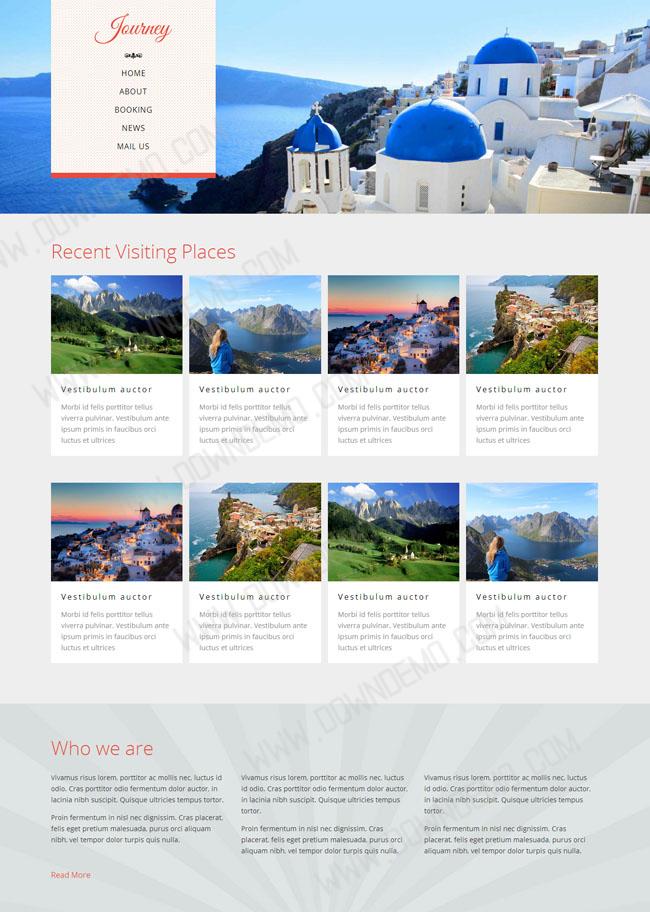 Journey
HOME
ABOUT
BOOKING
NEWS
MAIL US
Recent Visiting Places
Vestibulum auctor
Morbi id felis porttitor tellus
viverra pulvinar. Vestibulum ante
ipsum primis in faucibus orci
luctus et ultrices
Vestibulum auctor
Morbi id felis porttitor tellus
viverra pulvinar. Vestibulum ante
ipsum primis in faucibus orci
luctus et ultrices
Vestibulum auctor
Morbi id felis porttitor tellus
viverra pulvinar. Vestibulum ante
ipsum primis in faucibus orci
luctus et ultrices
Vestibulum auctor
Morbi id felis porttitor tellus
viverra pulvinar. Vestibulum ante
ipsum primis in faucibus orci
luctus et ultrices
Vestibulum auctor
Morbi id felis porttitor tellus
viverra pulvinar. Vestibulum ante
ipsum primis in faucibus orci
luctus et ultrices
Vestibulum auctor
Morbi id felis porttitor tellus
viverra pulvinar. Vestibulum ante
ipsum primis in faucibus orci
luctus et ultrices
Vestibulum auctor
Morbi id felis porttitor tellus
viverra pulvinar. Vestibulum ante
ipsum primis in faucibus orci
luctus et ultrices
Vestibulum auctor
Morbi id felis porttitor tellus
viverra pulvinar. Vestibulum ante
ipsum primis in faucibus orci
luctus et ultrices
Who we are
Vivamus risus lorem, porttitor ac mollis nec, luctus id
odio. Cras porttitor odio fermentum dolor auctor, in
lacinia nibh suscipit. Quisque ultricies tempus tortor.
Proin fermentum in nisl nec dignissim. Cras placerat,
felis eget pretium malesuada, purus orci aliquam
nibh, vel tempor dolor turpis quis nulla.
Read More
Vivamus risus lorem, porttitor ac mollis nec, luctus
id odio. Cras porttitor odio fermentum dolor auctor,
in lacinia nibh suscipit. Quisque ultricies tempus
tortor.
Proin fermentum in nisl nec dignissim. Cras
placerat, felis eget pretium malesuada, purus orci
aliquam nibh, vel tempor dolor turpis quis nulla.
Vivamus risus lorem, porttitor ac mollis nec, luctus
id odio. Cras porttitor odio fermentum dolor auctor,
in lacinia nibh suscipit. Quisque ultricies tempus
tortor.
Proin fermentum in nisl nec dignissim. Cras
placerat, felis eget pretium malesuada, purus orci
aliquam nibh, vel tempor dolor turpis quis nulla.
WWW.DOWNDEMO.COM